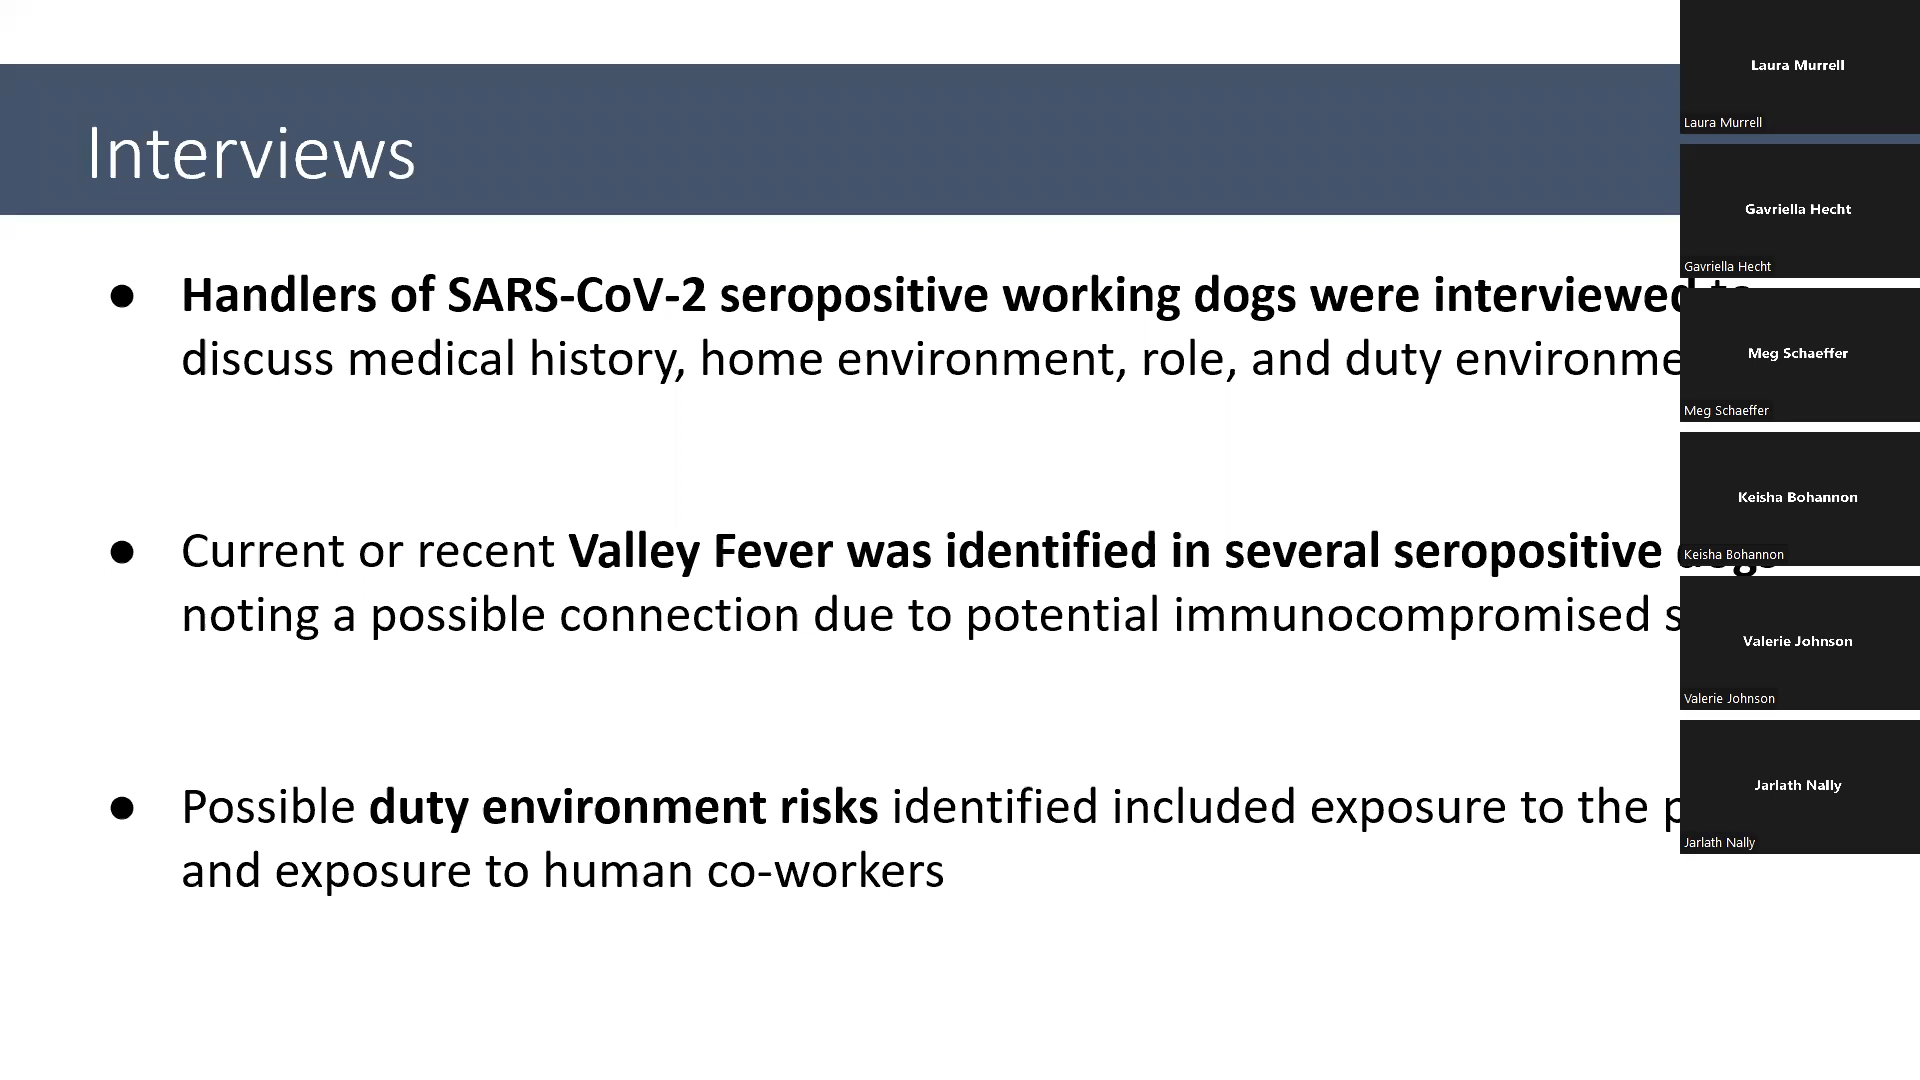 Interviews
● Handlers of SARS-CoV-2 seropositive working dogs were interviewed to
discuss medical history, home environment, role, and duty
● Current or recent Valley Fever was identified in several seropositive dogs
noting a possible connection due to potential immunocompromised
● Possible duty environment risks identified included exposure to the
and exposure to human co-workers
Laura Murrell
Laura Murrell
Gavriella Hecht
Gavriella Hecht
Meg Schaeffer
Meg Schaeffer
Keisha Bohannon
Keisha Bohannon
Valerie Johnson
Valerie Johnson
Jarlath Nally
Jarlath Nally